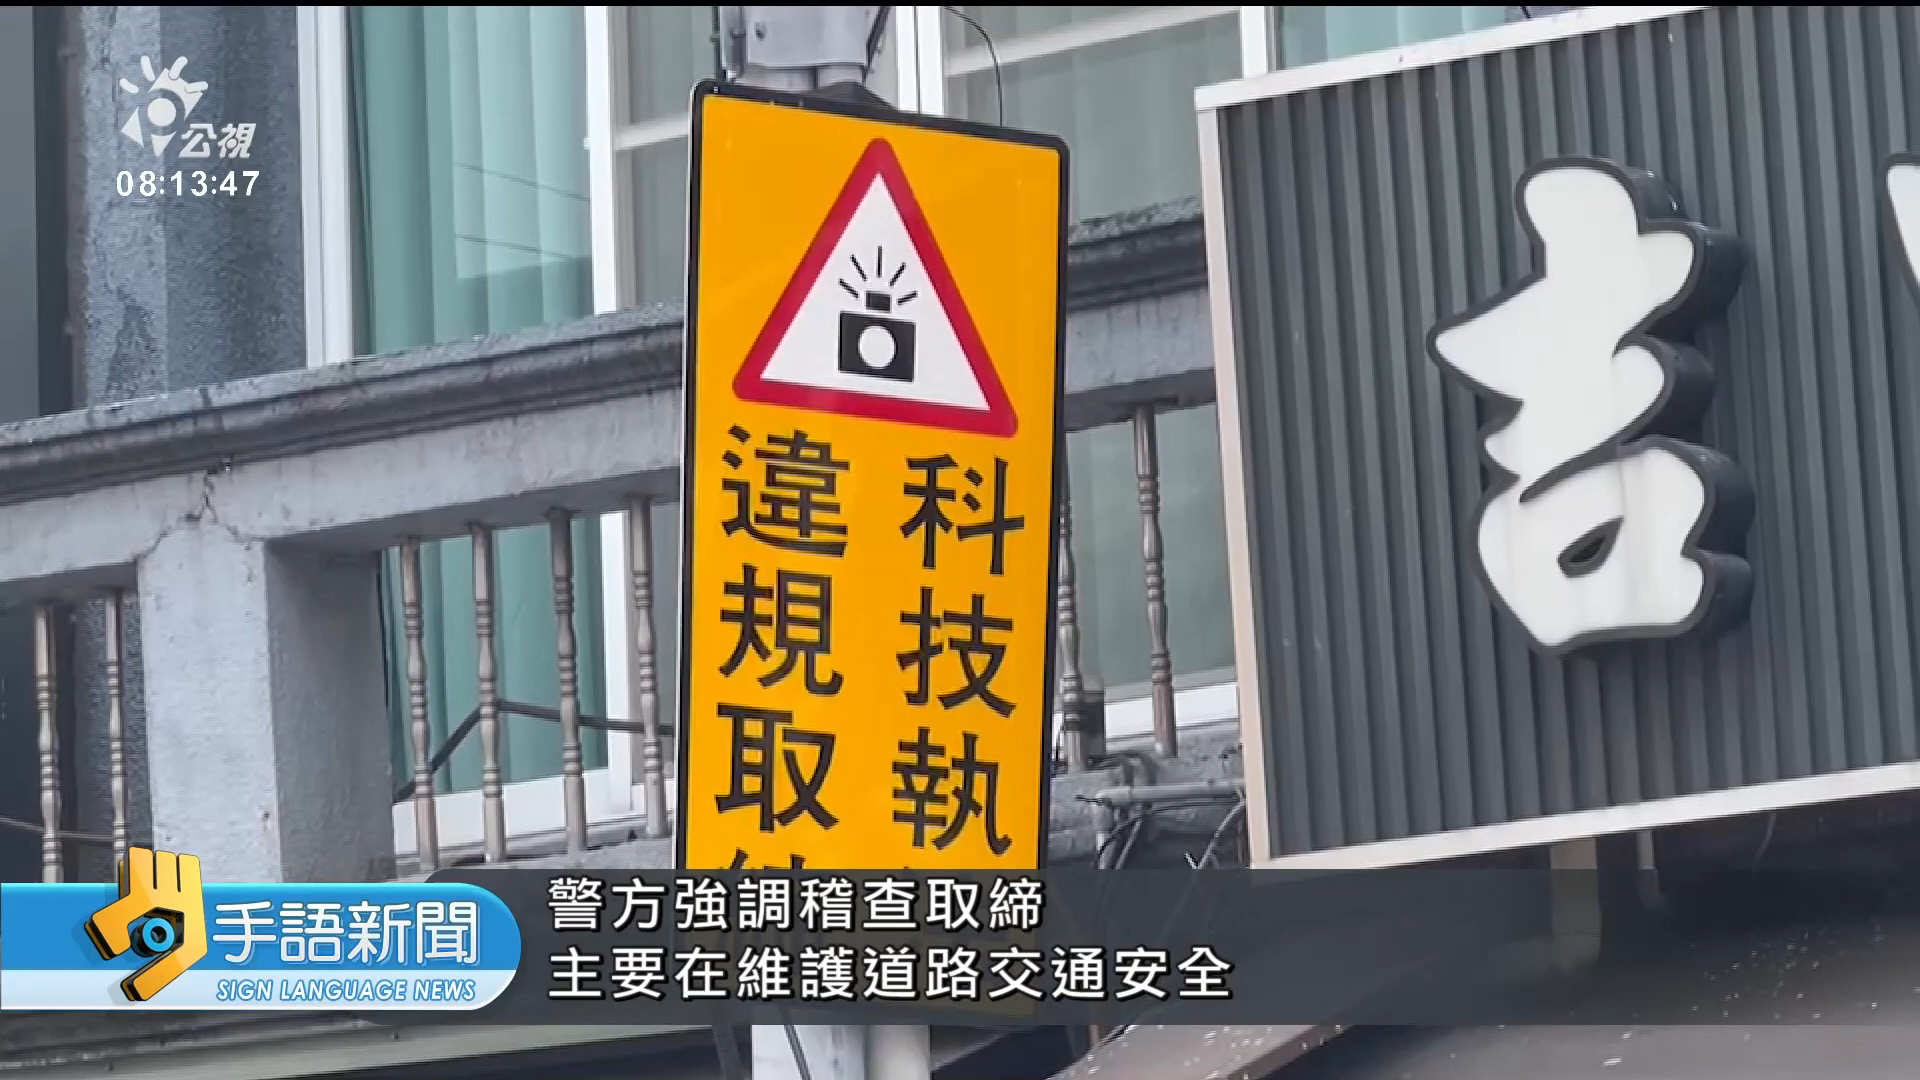 公視
08:13:47
科技執
違規取
吉
手語新聞
SIGN LANGUAGE NEWS
警方強調稽查取締
主要在維護道路交通安全